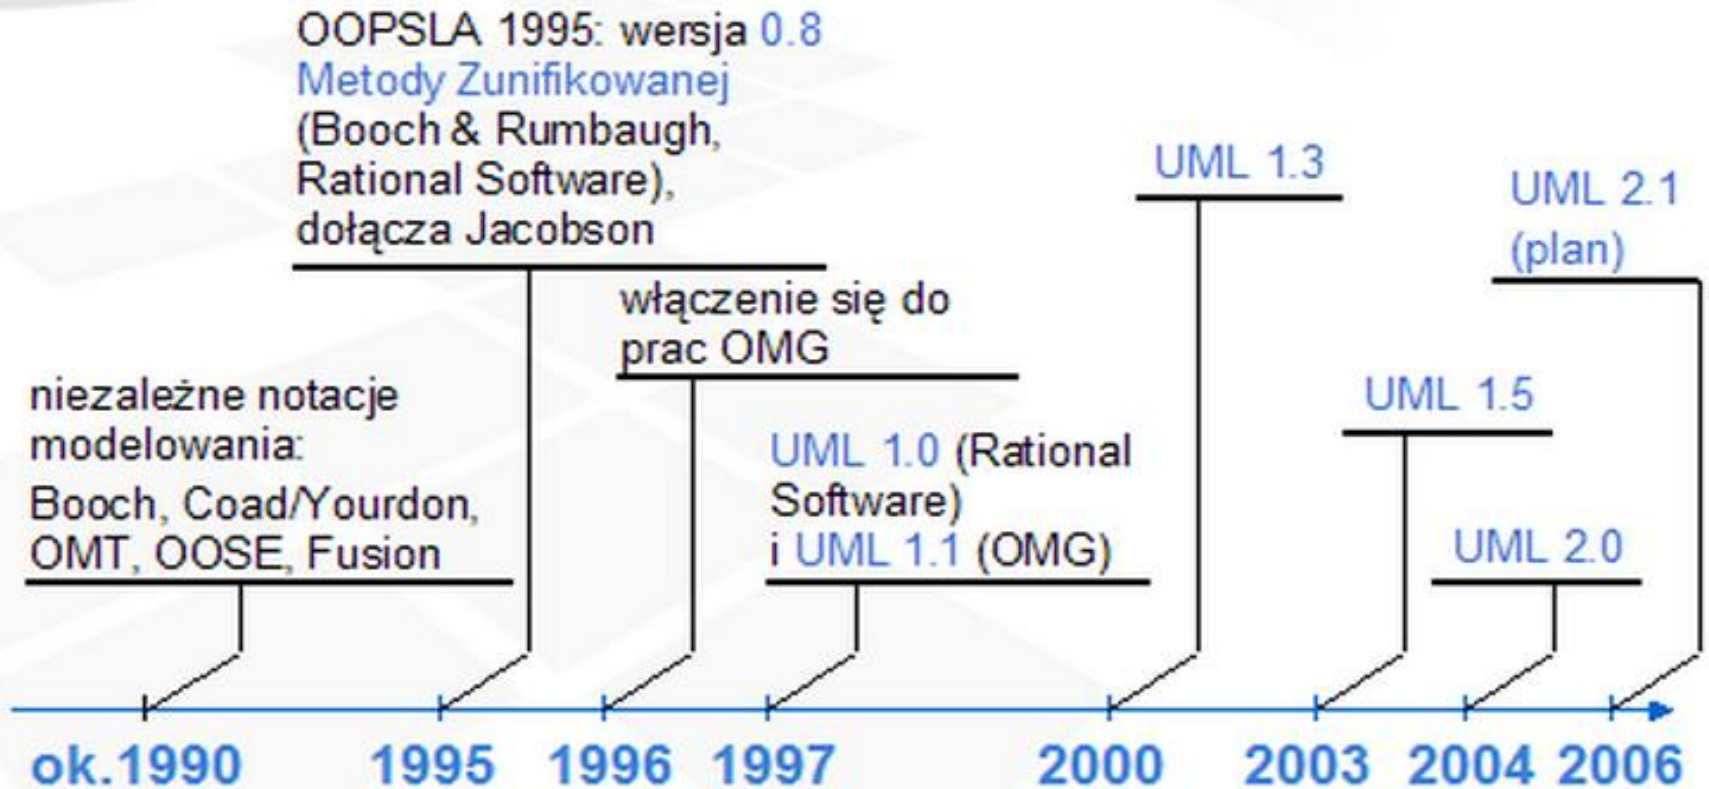 OOPSLA 1995: wersja 0.8
Metody Zunifikowanej
(Booch & Rumbaugh,
Rational Software),
dołącza Jacobson
włączenie się do
prac OMG
niezależne notacje
modelowania:
Booch, Coad/Yourdon,
OMT, OOSE, Fusion
UML 1.0 (Rational
Software)
i UML 1.1 (OMG)
UML 1.3
UML 1.5
UML 2.0
UML 2.1
(plan)
ok.1990 1995 1996 1997 2000 2003 2004 2006